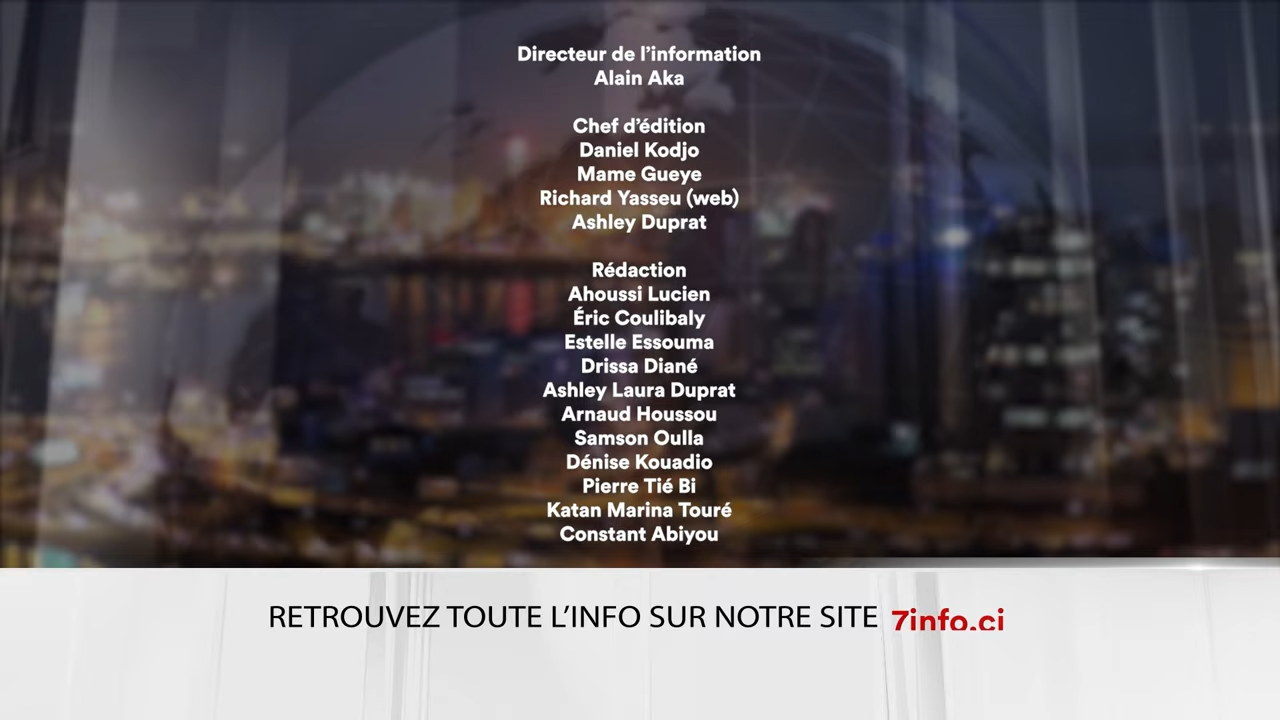 Directeur de l’information
Alain Aka
Chef d’édition
Daniel Kodjo
Mame Gueye
Richard Yasseu (web)
Ashley Duprat
Rédaction
Ahoussi Lucien
Éric Coulibaly
Estelle Essouma
Drissa Diané
Ashley Laura Duprat
Arnaud Houssou
Samson Oulla
Dénise Kouadio
Pierre Tié Bi
Katan Marina Touré
Constant Abiyou
RETROUVEZ TOUTE L’INFO SUR NOTRE SITE 7info.ci